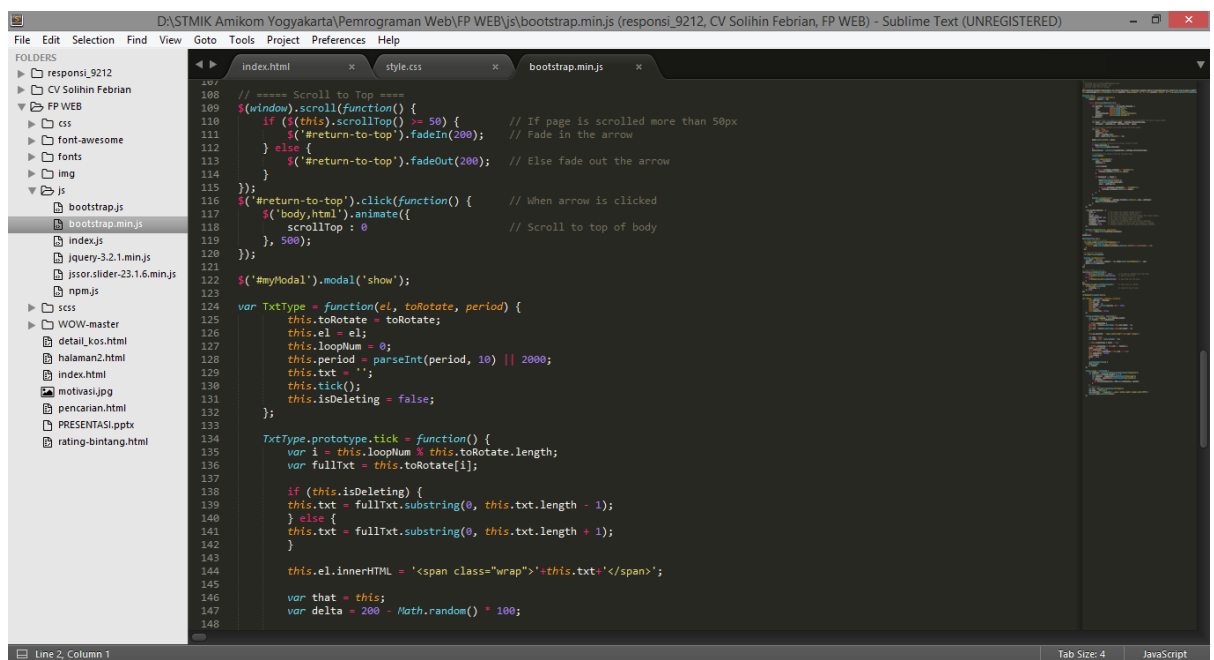 D:\STMIK Amikom Yogyakarta\Pemrograman Web\FP WEB\js\bootstrap.min.js (responsi_9212, CV Solihin Febrian, FP WEB) - Sublime Text (UNREGISTERED)
File Edit Selection Find View Goto Tools Project Preferences Help
FOLDERS
responsi_9212
CV Solihin Febrian
FP WEB
css
font-awesome
fonts
img
js
bootstrap.js
bootstrap.min.js
index.js
jquery-3.2.1.min.js
jssor.slider-23.1.6.min.js
npm.js
scss
WOW-master
detail_kos.html
halaman2.html
index.html
motivasi.jpg
pencarian.html
PRESENTASI.pptx
rating-bintang.html
index.html × style.css × bootstrap.min.js ×
107
108 // ===== Scroll to Top ====
109 $(window).scroll(function() {
110 if ($(this).scrollTop() >= 50) { // If page is scrolled more than 50px
111 $('#return-to-top').fadeIn(200); // Fade in the arrow
112 } else {
113 $('#return-to-top').fadeOut(200); // Else fade out the arrow
114 }
115 });
116 $('#return-to-top').click(function() { // When arrow is clicked
117 $('body,html').animate({
118 scrollTop : 0 // Scroll to top of body
119 }, 500);
120 });
121
122 $('#myModal').modal('show');
123
124 var TxtType = function(el, toRotate, period) {
125 this.toRotate = toRotate;
126 this.el = el;
127 this.loopNum = 0;
128 this.period = parseInt(period, 10) || 2000;
129 this.txt = '';
130 this.tick();
131 this.isDeleting = false;
132 };
133
134 TxtType.prototype.tick = function() {
135 var i = this.loopNum % this.toRotate.length;
136 var fullTxt = this.toRotate[i];
137
138 if (this.isDeleting) {
139 this.txt = fullTxt.substring(0, this.txt.length - 1);
140 } else {
141 this.txt = fullTxt.substring(0, this.txt.length + 1);
142 }
143
144 this.el.innerHTML = '<span class="wrap">'+this.txt+'</span>';
145
146 var that = this;
147 var delta = 200 - Math.random() * 100;
148
Line 2, Column 1 Tab Size: 4 JavaScript